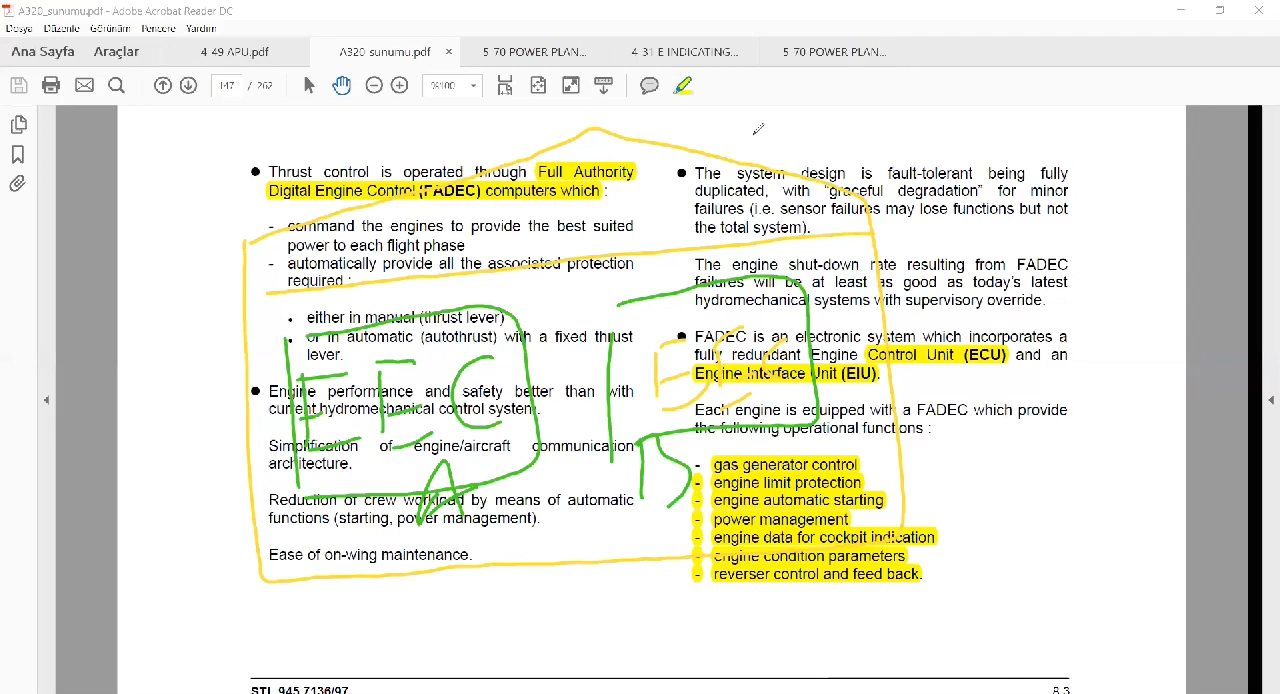 A320_sunumu.pdf - Adobe Acrobat Reader DC
Dosya Düzenle Görünüm Pencere Yardım
Ana Sayfa Araçlar 4-49 APU.pdf A320-sunumu.pdf × 5-70 POWER PLAN... 4-31 E INDICATING... 5-70 POWER PLAN...
147 / 262 %100
● Thrust control is operated through Full Authority
Digital Engine Control (FADEC) computers which :
- command the engines to provide the best suited
power to each flight phase
- automatically provide all the associated protection
required :
. either in manual (thrust lever)
. or in automatic (autothrust) with a fixed thrust
lever.
● Engine performance and safety better than with
current hydromechanical control system.
Simplification of engine/aircraft communication
architecture.
Reduction of crew workload by means of automatic
functions (starting, power management).
Ease of on-wing maintenance.
● The system design is fault-tolerant being fully
duplicated, with "graceful degradation" for minor
failures (i.e. sensor failures may lose functions but not
the total system).
The engine shut-down rate resulting from FADEC
failures will be at least as good as today's latest
hydromechanical systems with supervisory override.
● FADEC is an electronic system which incorporates a
fully redundant Engine Control Unit (ECU) and an
Engine Interface Unit (EIU).
Each engine is equipped with a FADEC which provide
the following operational functions :
- gas generator control
- engine limit protection
- engine automatic starting
- power management
- engine data for cockpit indication
- engine condition parameters
- reverser control and feed back.
EEC
A
STL 945.7136/97
8.3